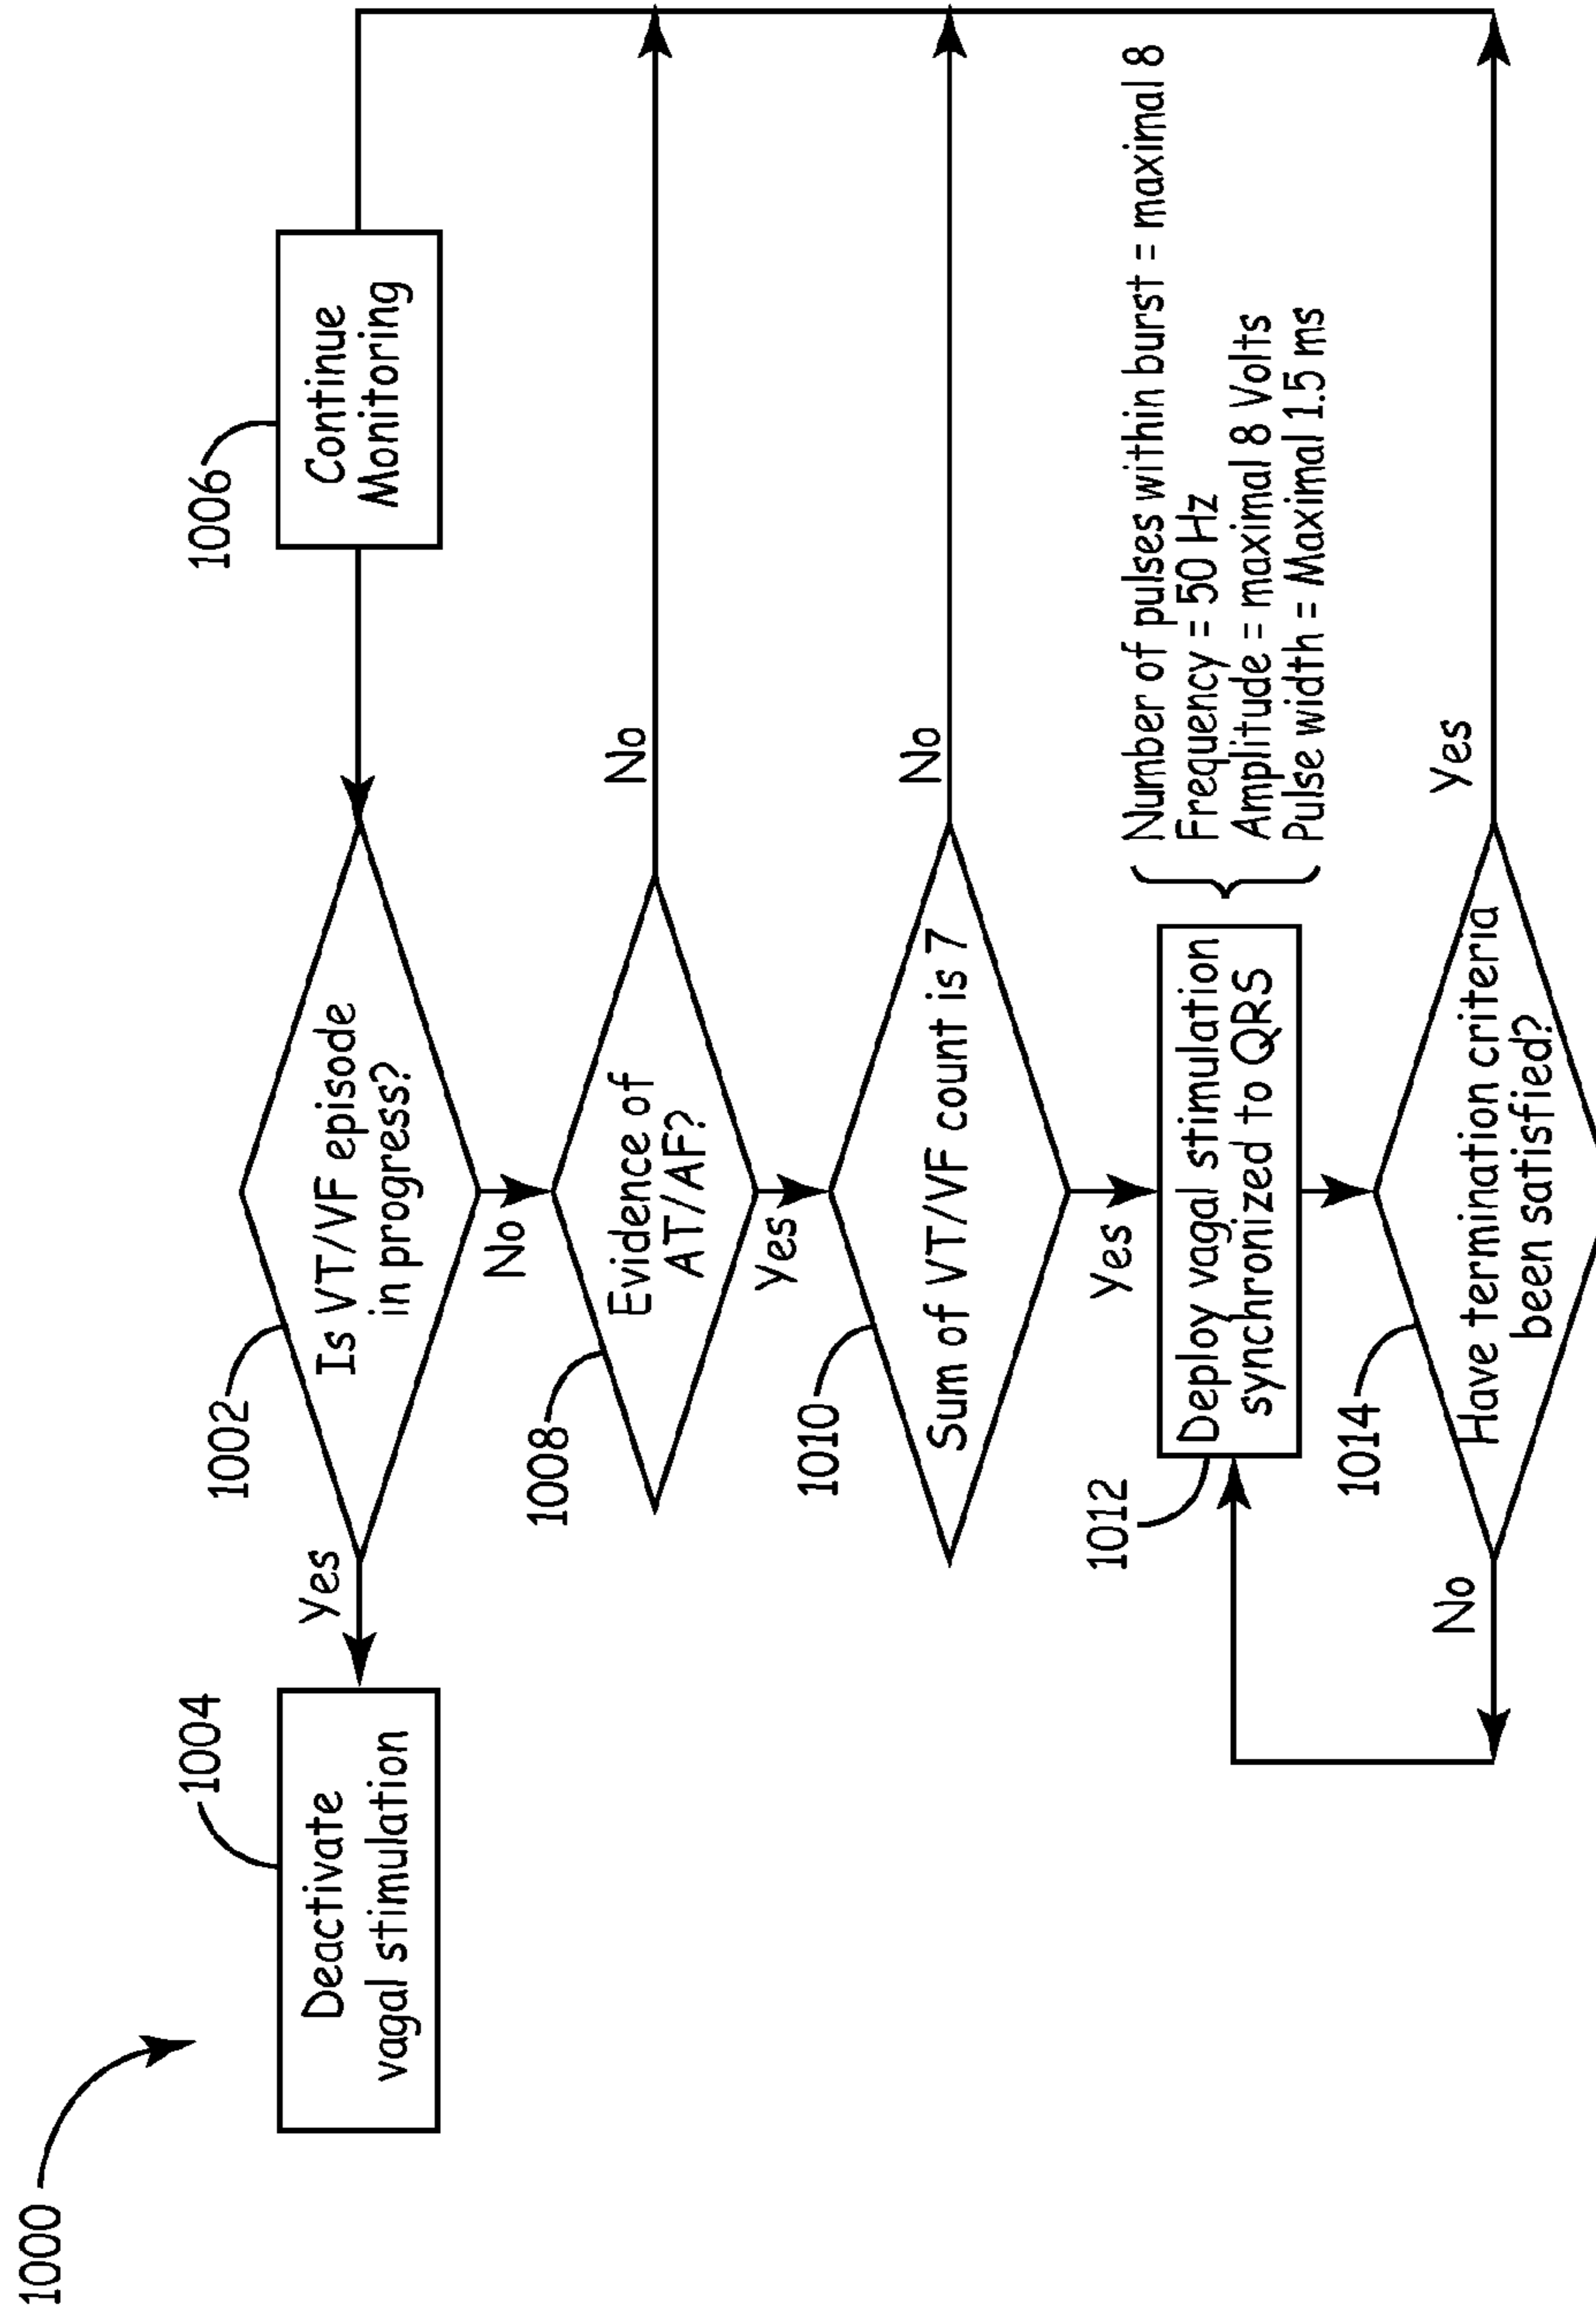 1000
1004
Deactivate
vagal stimulation
Yes
1002
Is VT/VF episode
in progress?
1006
Continue
Monitoring
No
1008
Evidence of
AT/AF?
No
Yes
1010
Sum of VT/VF count is 7
No
Yes
1012
Deploy vagal stimulation
synchronized to QRS
Number of pulses within burst = maximal 8
Frequency = 50 Hz
Amplitude = maximal 8 Volts
Pulse width = Maximal 1.5 ms
1014
Have termination criteria
been satisfied?
No
Yes